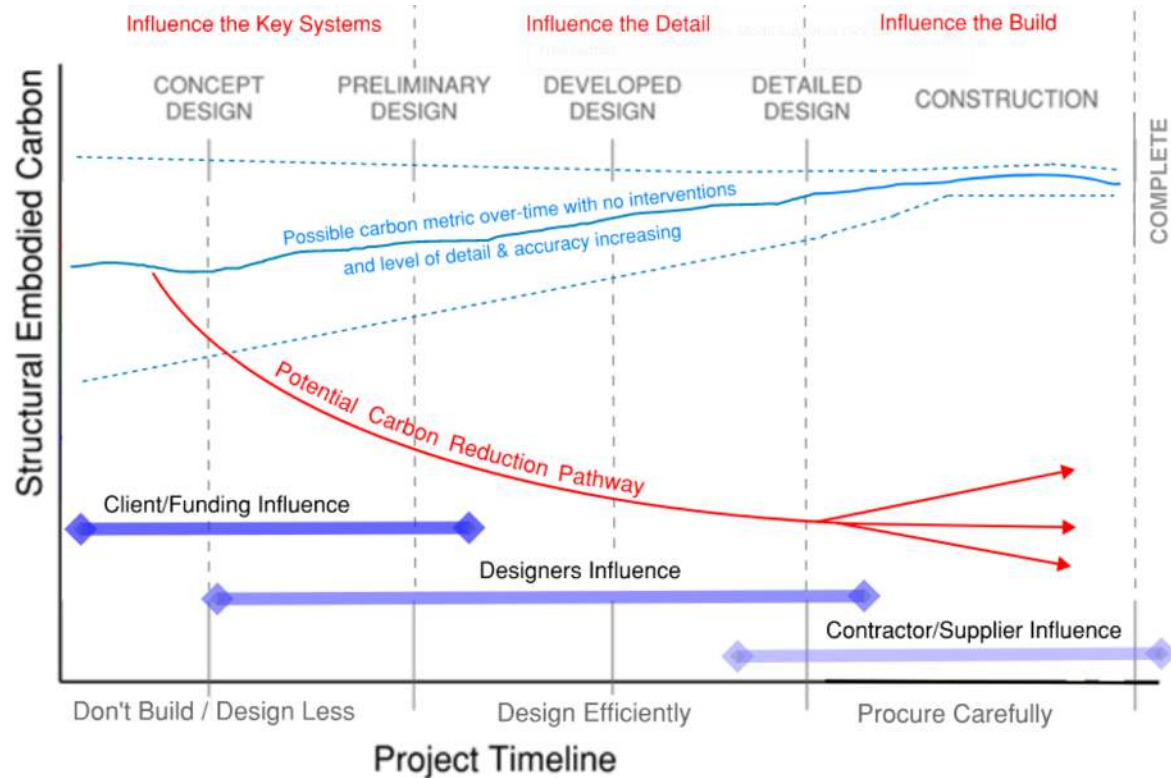 Influence the Key Systems
Influence the Detail
Influence the Build
CONCEPT
DESIGN
PRELIMINARY
DESIGN
DEVELOPED
DESIGN
DETAILED
DESIGN
CONSTRUCTION
COMPLETE
Structural Embodied Carbon
Possible carbon metric over-time with no interventions
and level of detail & accuracy increasing
Potential Carbon Reduction Pathway
Client/Funding Influence
Designers Influence
Contractor/Supplier Influence
Don't Build / Design Less
Design Efficiently
Procure Carefully
Project Timeline